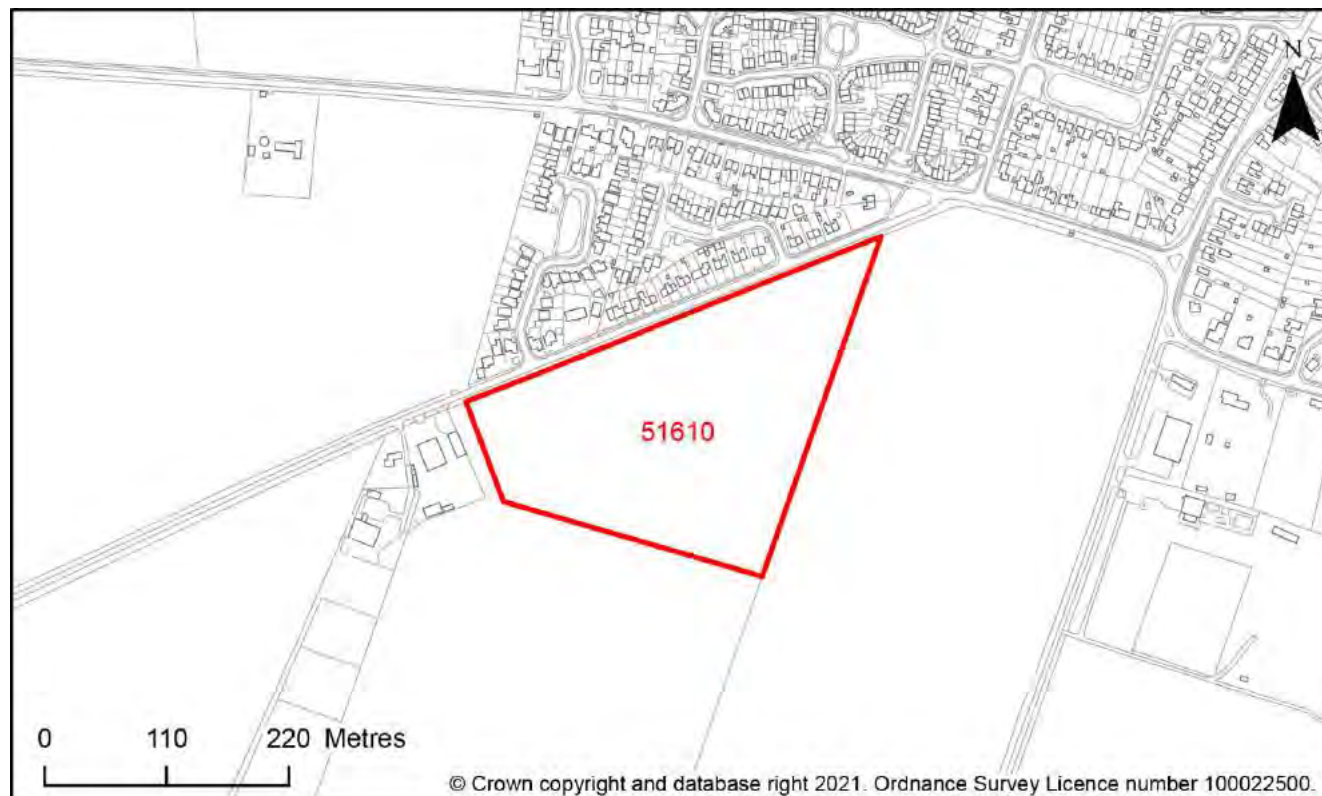 N
51610
0 110 220 Metres
© Crown copyright and database right 2021. Ordnance Survey Licence number 100022500.